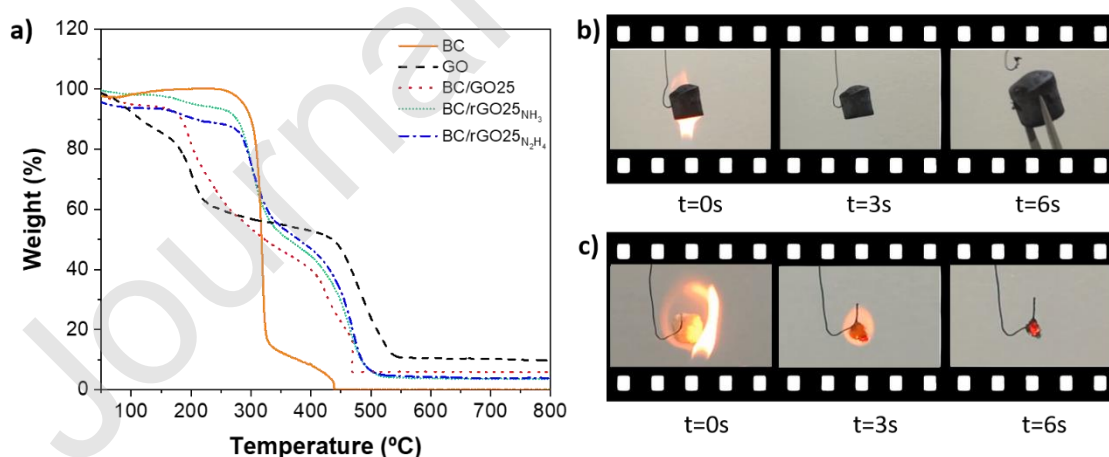 a)
120
100
80
60
40
20
0
Weight (%)
100 200 300 400 500 600 700 800
Temperature (ºC)
BC
GO
BC/GO25
BC/rGO25NH₃
BC/rGO25N₂H₄
Journal
b)
t=0s t=3s t=6s
c)
t=0s t=3s t=6s